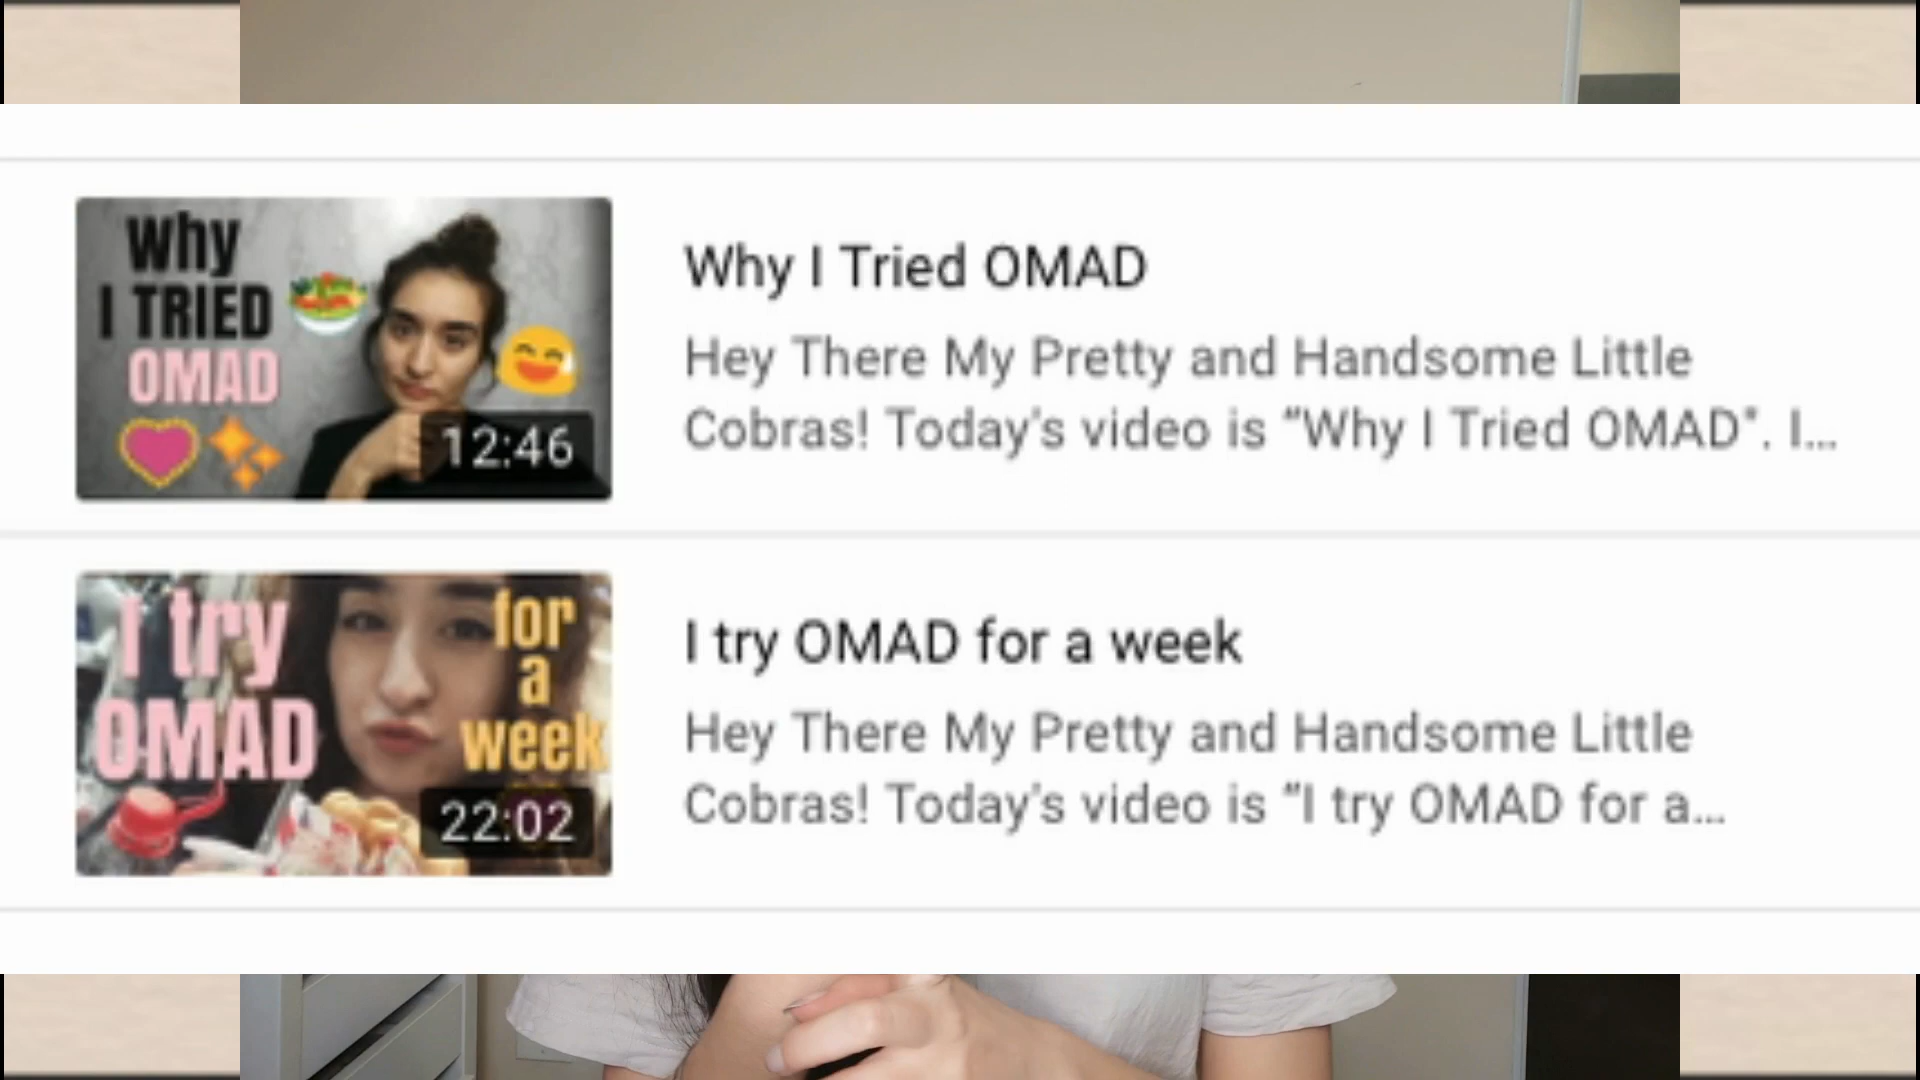 Why
I TRIED
OMAD
12:46
Why I Tried OMAD
Hey There My Pretty and Handsome Little
Cobras! Today's video is “Why I Tried OMAD". I...
I try
OMAD
for
a
week
22:02
I try OMAD for a week
Hey There My Pretty and Handsome Little
Cobras! Today's video is “I try OMAD for a...